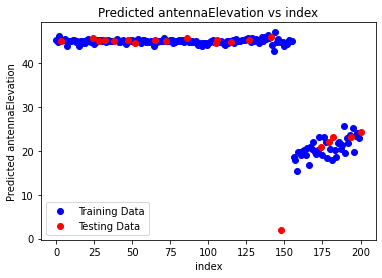 Predicted antennaElevation vs index
Predicted antennaElevation
40
30
20
10
0
Training Data
Testing Data
0 25 50 75 100 125 150 175 200
index